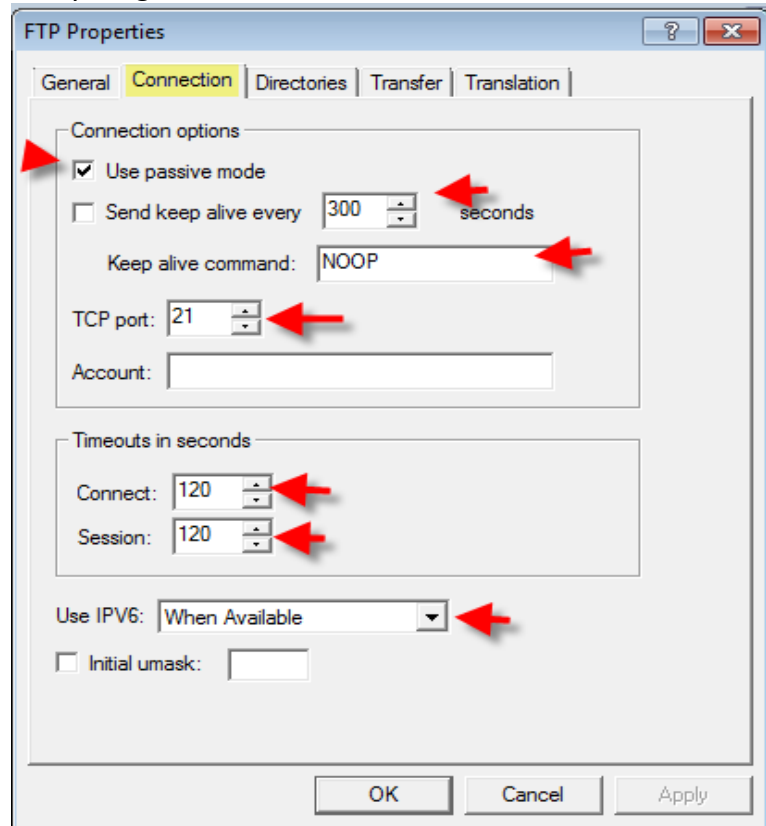 FTP Properties
General Connection Directories Transfer Translation
Connection options
Use passive mode
Send keep alive every 300 seconds
Keep alive command: NOOP
TCP port: 21
Account:
Timeouts in seconds
Connect: 120
Session: 120
Use IPV6: When Available
Initial umask:
OK Cancel Apply